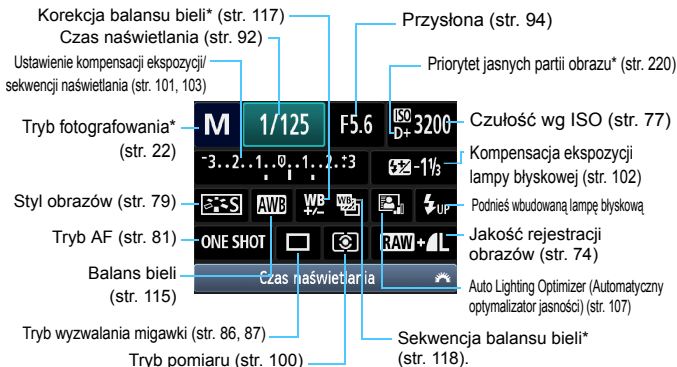 Korekcja balansu bieli* (str. 117)
Czas naświetlania (str. 92)
Ustawienie kompensacji ekspozycji/
sekwencji naświetlania (str. 101, 103)
Przysłona (str. 94)
Priorytet jasnych partii obrazu* (str. 220)
Tryb fotografowania*
(str. 22)
M 1/125 F5.6 ISO D+ 3200
Czułość wg ISO (str. 77)
-3..2..1..0..1..2..+3 -1⅓
Kompensacja ekspozycji
lampy błyskowej (str. 102)
Styl obrazów (str. 79)
S AWB WB +/- WB UP
Podnieś wbudowaną lampę błyskową
Tryb AF (str. 81)
ONE SHOT RAW+L
Jakość rejestracji
obrazów (str. 74)
Czas naświetlania
Balans bieli
(str. 115)
Auto Lighting Optimizer (Automatyczny
optymalizator jasności) (str. 107)
Tryb wyzwalania migawki (str. 86, 87)
Sekwencja balansu bieli*
(str. 118).
Tryb pomiaru (str. 100)